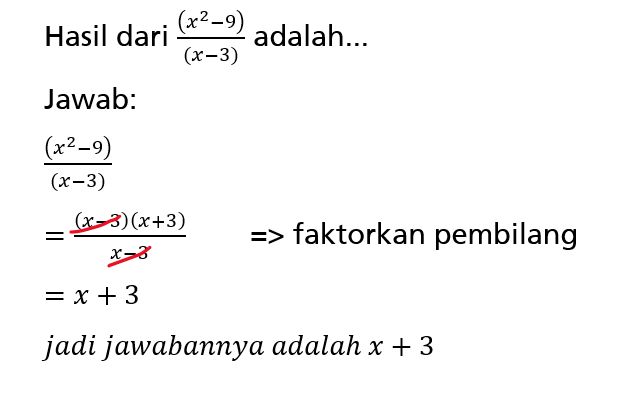 Hasil dari (x²−9)/(x−3) adalah...
Jawab:
(x²−9)/(x−3)
= (x−3)(x+3)/x−3 => faktorkan pembilang
= x + 3
jadi jawabannya adalah x + 3